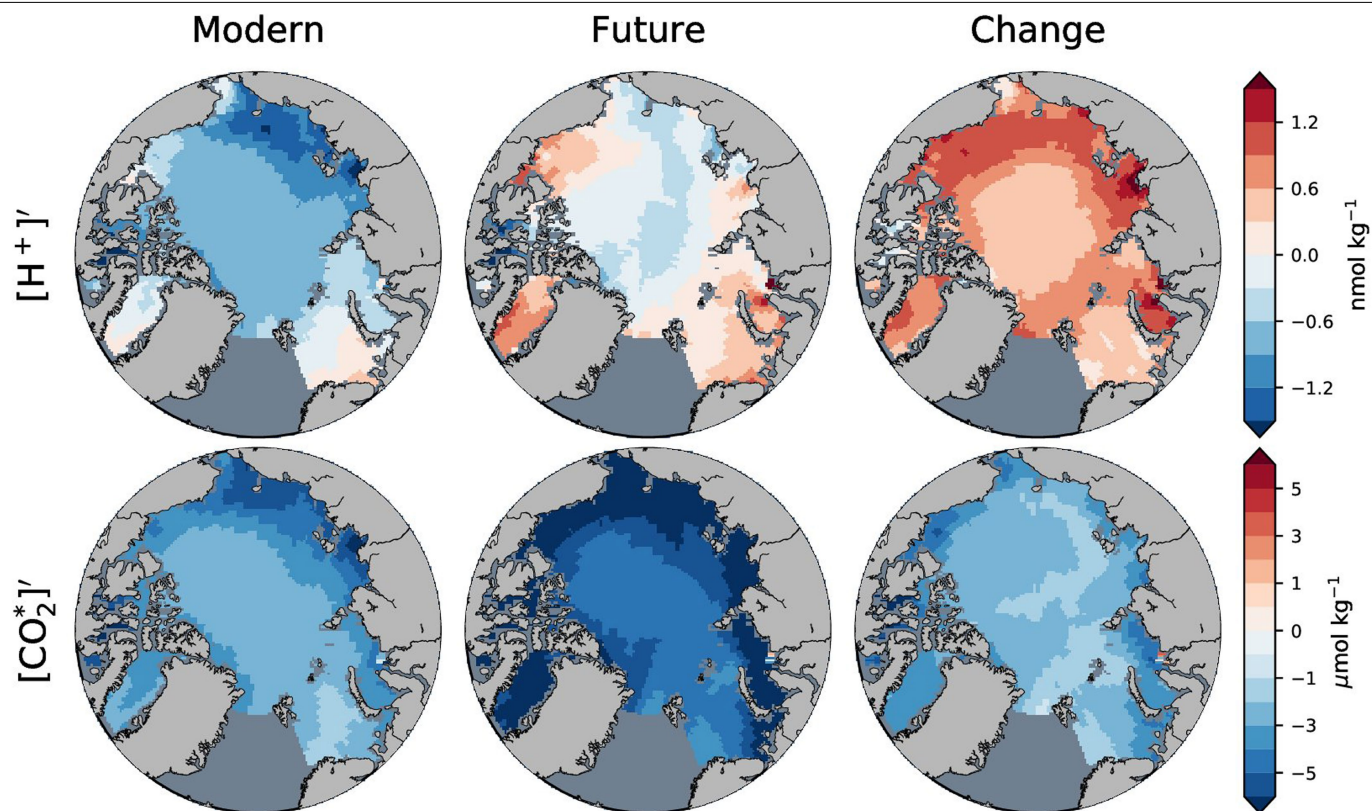 Modern Future Change
[H⁺]′
1.2
0.6
0.0
−0.6
−1.2
nmol kg⁻¹
[CO₂*]′
5
3
1
0
−1
−3
−5
μmol kg⁻¹